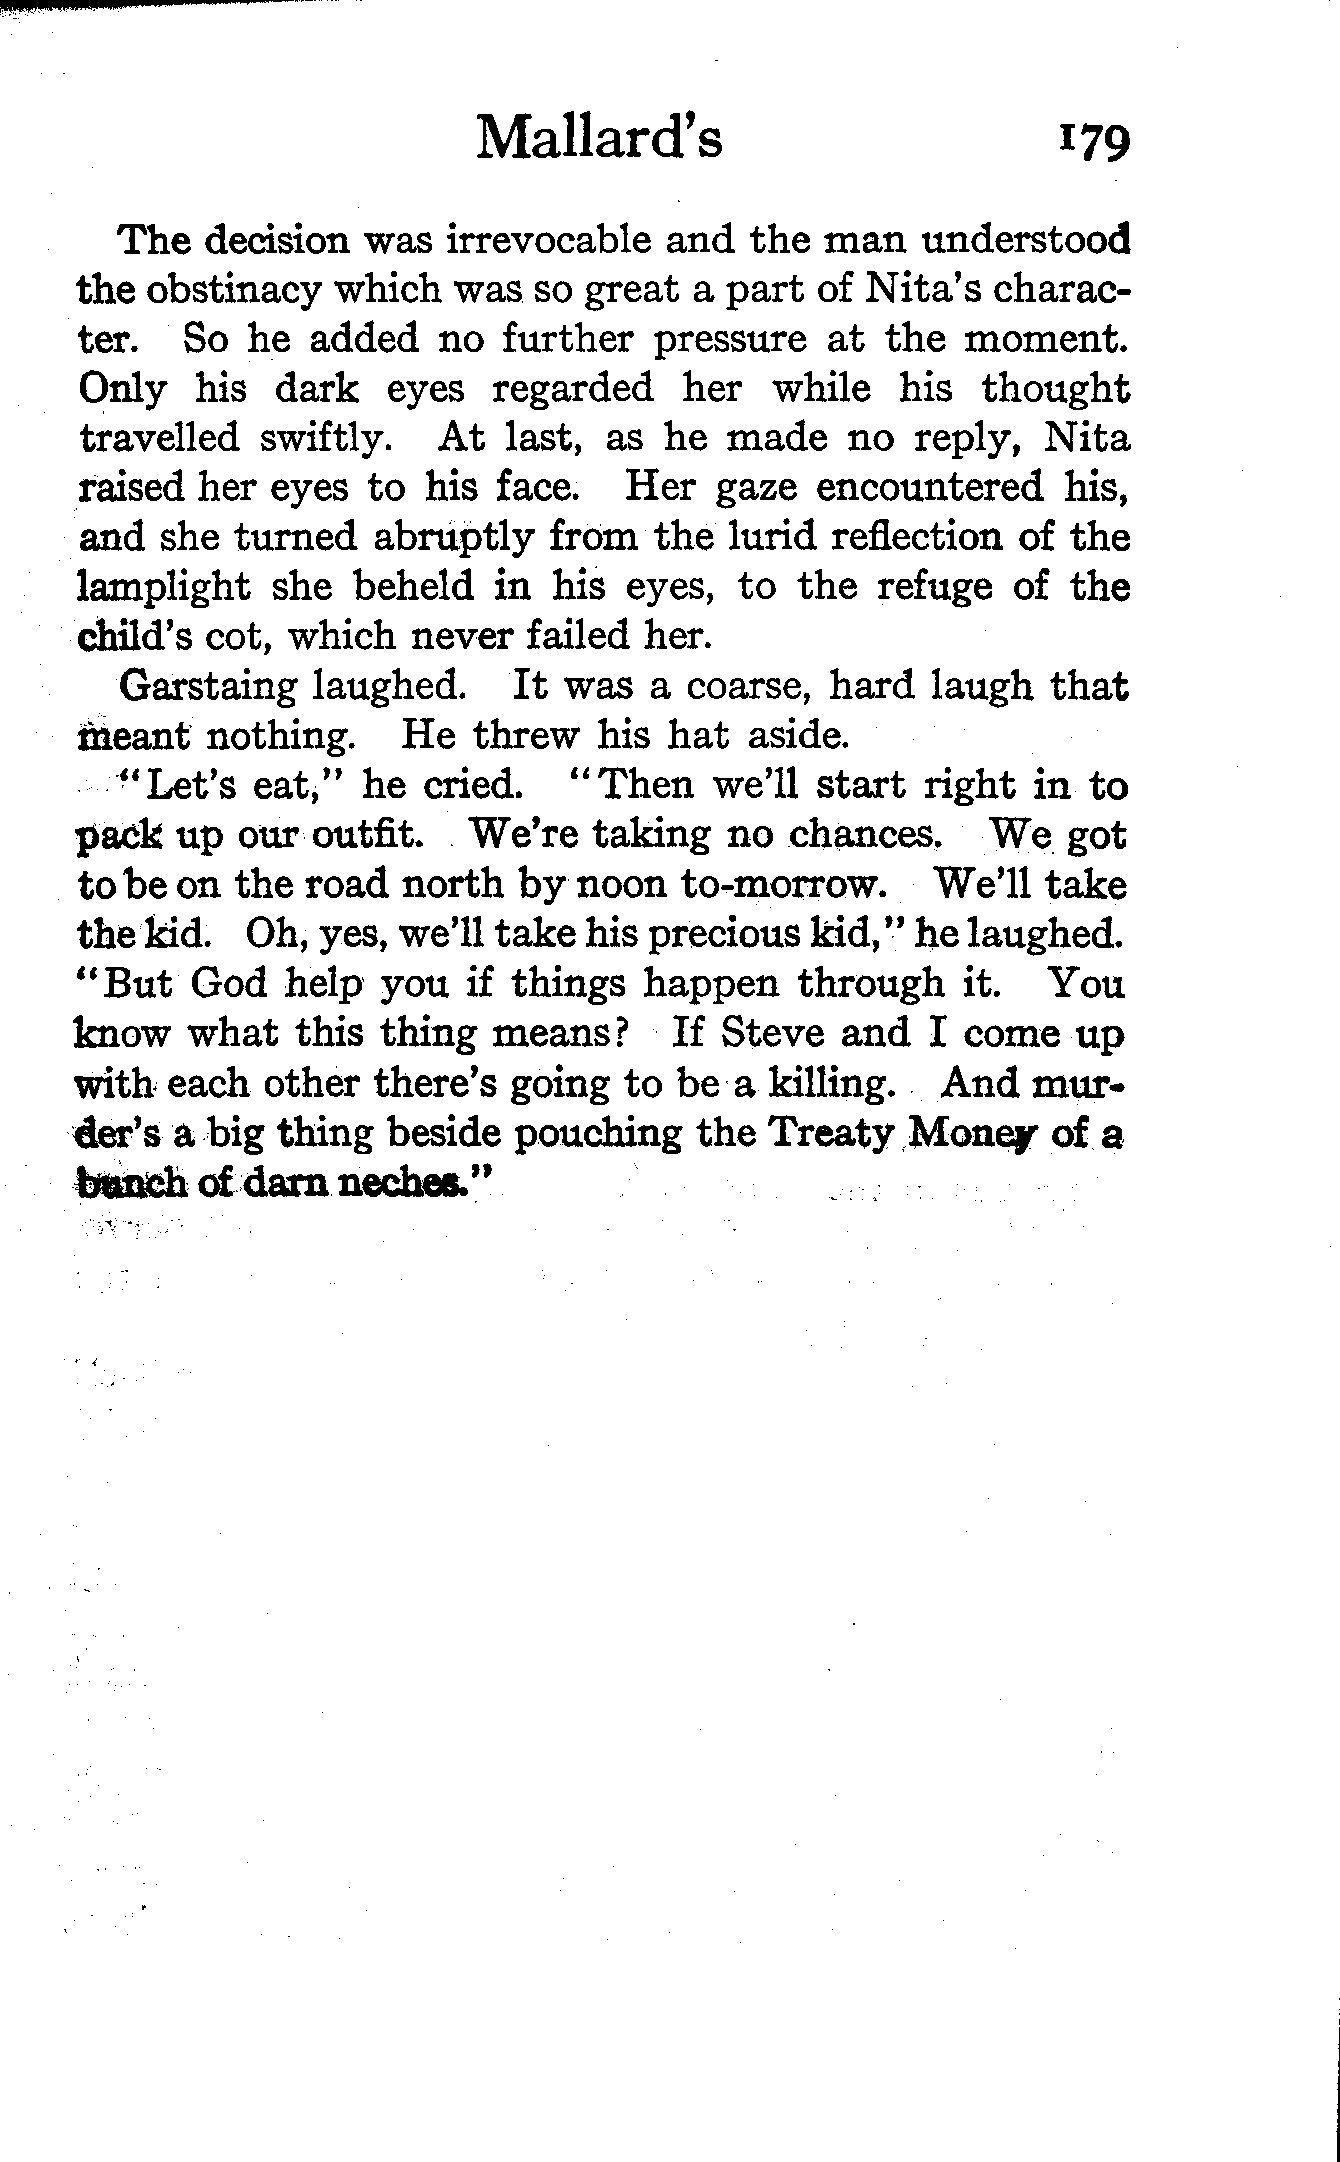 Mallard's 179
The decision was irrevocable and the man understood
the obstinacy which was so great a part of Nita's charac-
ter. So he added no further pressure at the moment.
Only his dark eyes regarded her while his thought
travelled swiftly. At last, as he made no reply, Nita
raised her eyes to his face. Her gaze encountered his,
and she turned abruptly from the lurid reflection of the
lamplight she beheld in his eyes, to the refuge of the
child's cot, which never failed her.
Garstaing laughed. It was a coarse, hard laugh that
meant nothing. He threw his hat aside.
"Let's eat," he cried. "Then we'll start right in to
pack up our outfit. We're taking no chances. We got
to be on the road north by noon to-morrow. We'll take
the kid. Oh, yes, we'll take his precious kid," he laughed.
"But God help you if things happen through it. You
know what this thing means? If Steve and I come up
with each other there's going to be a killing. And mur-
der's a big thing beside pouching the Treaty Money of a
bunch of darn neches."